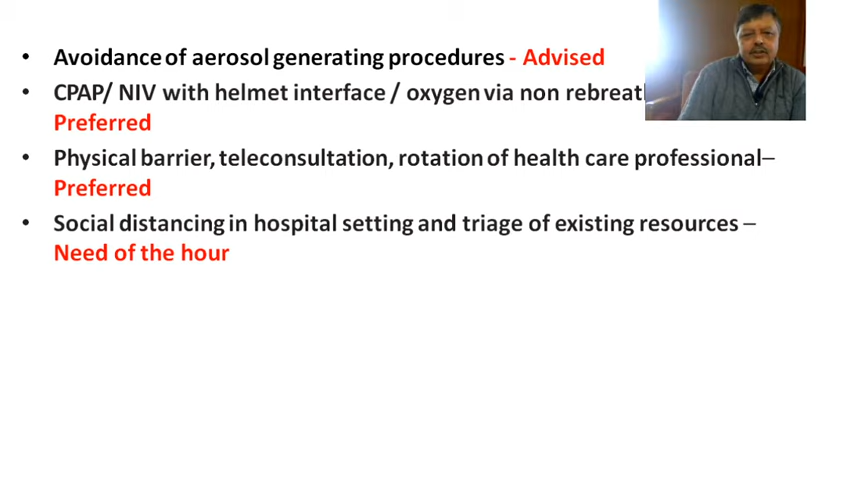 • Avoidance of aerosol generating procedures - Advised
• CPAP/ NIV with helmet interface / oxygen via non
Preferred
• Physical barrier, teleconsultation, rotation of health care professional–
Preferred
• Social distancing in hospital setting and triage of existing resources –
Need of the hour